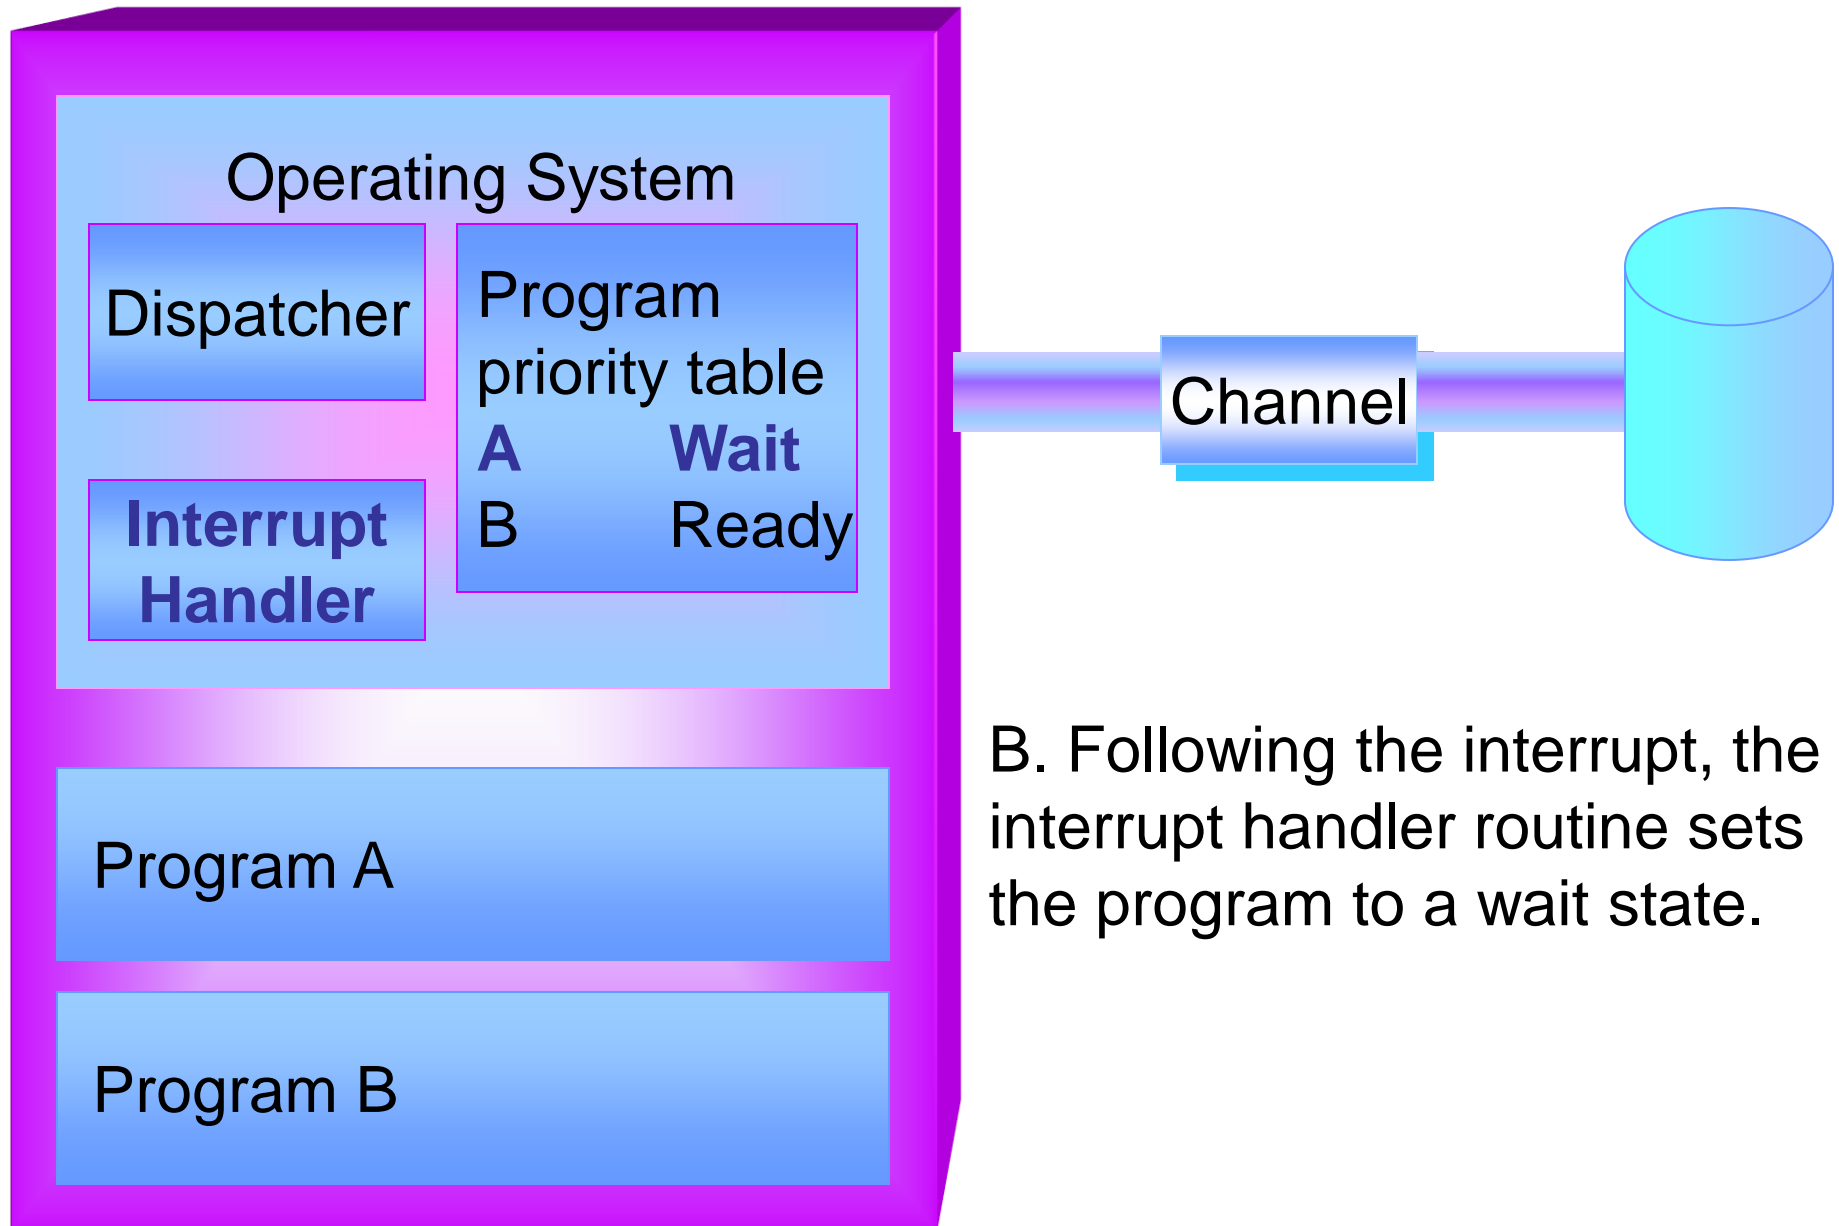 Operating System
Dispatcher
Program
priority table
A Wait
B Ready
Interrupt
Handler
Channel
B. Following the interrupt, the
interrupt handler routine sets
the program to a wait state.
Program A
Program B